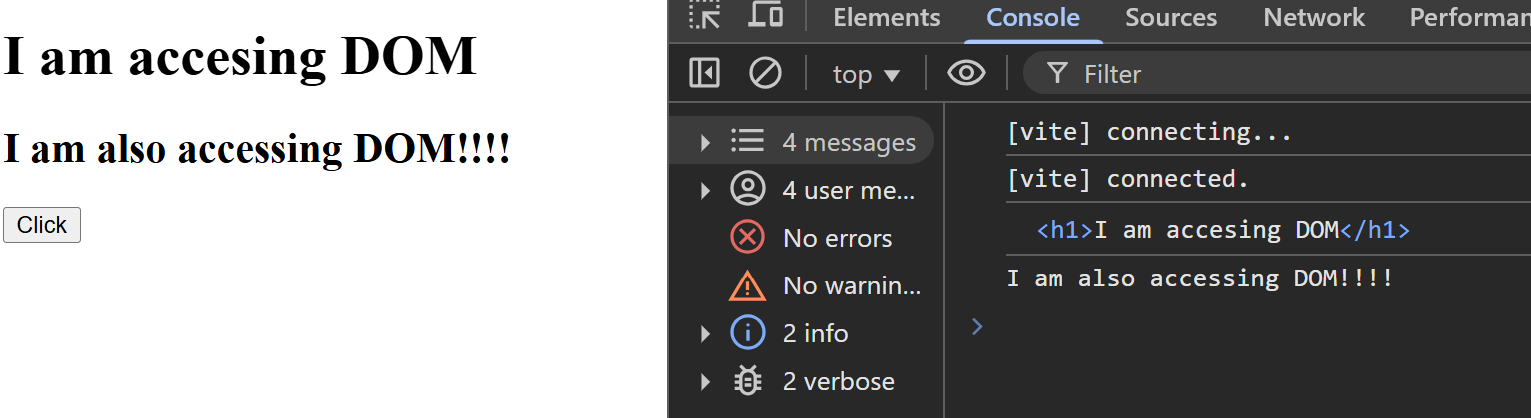 I am accesing DOM
I am also accessing DOM!!!!
Click
Elements Console Sources Network Performan
top Filter
4 messages
4 user me...
No errors
No warnin...
2 info
2 verbose
[vite] connecting...
[vite] connected.
<h1>I am accesing DOM</h1>
I am also accessing DOM!!!!